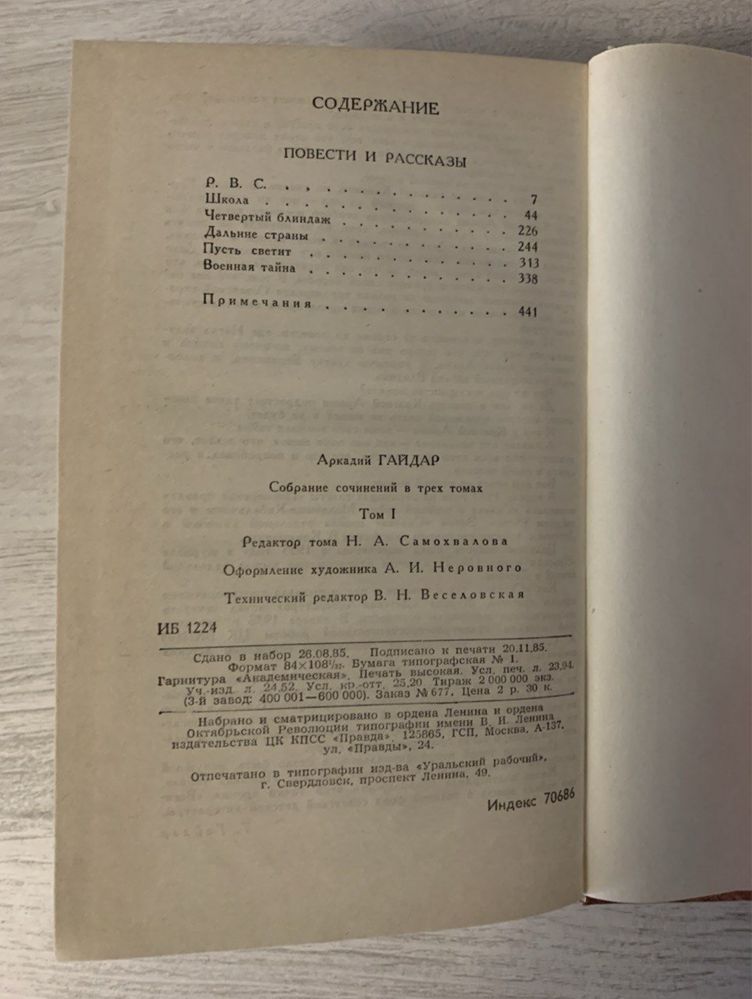 СОДЕРЖАНИЕ
ПОВЕСТИ И РАССКАЗЫ
Р. В. С. . . . . . . . . . . . . 7
Школа . . . . . . . . . . . . . 44
Четвертый блиндаж . . . . . . . . . . 226
Дальние страны . . . . . . . . . . . 244
Пусть светит . . . . . . . . . . . . 313
Военная тайна . . . . . . . . . . . . 338
Примечания . . . . . . . . . . . 441
Аркадий ГАЙДАР
Собрание сочинений в трех томах
Том I
Редактор тома Н. А. Самохвалова
Оформление художника А. И. Неровного
Технический редактор В. Н. Веселовская
ИБ 1224
Сдано в набор 26.08.85. Подписано к печати 20.11.85.
Формат 84×108¹/₃₂. Бумага типографская № 1.
Гарнитура «Академическая». Печать высокая. Усл. печ. л. 23,94.
Уч.-изд. л. 24,52. Усл. кр.-отт. 25,20 Тираж 2 000 000 экз.
(3-й завод: 400 001—600 000). Заказ № 677. Цена 2 р. 30 к.
Набрано и сматрицировано в ордена Ленина и ордена
Октябрьской Революции типографии имени В. И. Ленина
издательства ЦК КПСС «Правда», 125865, ГСП, Москва, А-137,
ул. «Правды», 24.
Отпечатано в типографии изд-ва «Уральский рабочий»,
г. Свердловск, проспект Ленина, 49.
Индекс 70686